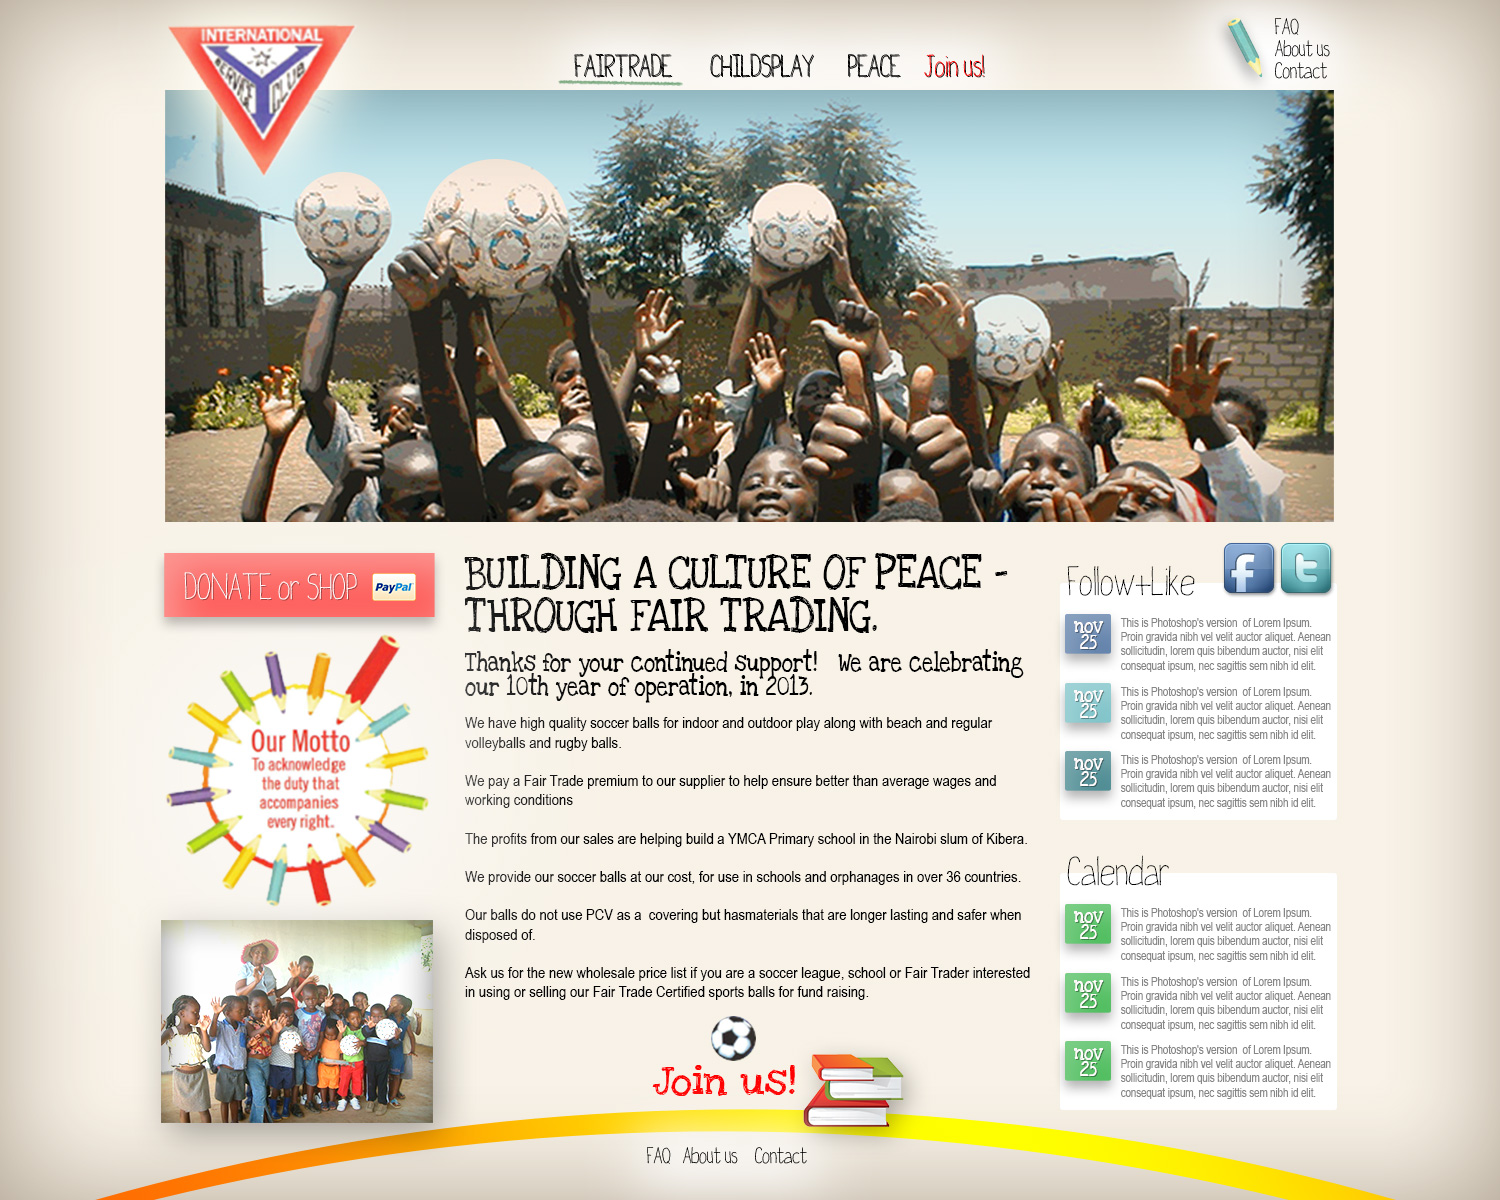 INTERNATIONAL
SERVICE CLUB
Y
FAIRTRADE CHILDSPLAY PEACE Join us!
FAQ
About us
Contact
DONATE or SHOP PayPal
Our Motto
To acknowledge
the duty that
accompanies
every right.
BUILDING A CULTURE OF PEACE -
THROUGH FAIR TRADING.
Thanks for your continued support! We are celebrating
our 10th year of operation, in 2013.
We have high quality soccer balls for indoor and outdoor play along with beach and regular
volleyballs and rugby balls.
We pay a Fair Trade premium to our supplier to help ensure better than average wages and
working conditions
The profits from our sales are helping build a YMCA Primary school in the Nairobi slum of Kibera.
We provide our soccer balls at our cost, for use in schools and orphanages in over 36 countries.
Our balls do not use PCV as a covering but hasmaterials that are longer lasting and safer when
disposed of.
Ask us for the new wholesale price list if you are a soccer league, school or Fair Trader interested
in using or selling our Fair Trade Certified sports balls for fund raising.
Join us!
Follow+Like f t
nov
25
This is Photoshop's version of Lorem Ipsum.
Proin gravida nibh vel velit auctor aliquet. Aenean
sollicitudin, lorem quis bibendum auctor, nisi elit
consequat ipsum, nec sagittis sem nibh id elit.
nov
25
This is Photoshop's version of Lorem Ipsum.
Proin gravida nibh vel velit auctor aliquet. Aenean
sollicitudin, lorem quis bibendum auctor, nisi elit
consequat ipsum, nec sagittis sem nibh id elit.
nov
25
This is Photoshop's version of Lorem Ipsum.
Proin gravida nibh vel velit auctor aliquet. Aenean
sollicitudin, lorem quis bibendum auctor, nisi elit
consequat ipsum, nec sagittis sem nibh id elit.
Calendar
nov
25
This is Photoshop's version of Lorem Ipsum.
Proin gravida nibh vel velit auctor aliquet. Aenean
sollicitudin, lorem quis bibendum auctor, nisi elit
consequat ipsum, nec sagittis sem nibh id elit.
nov
25
This is Photoshop's version of Lorem Ipsum.
Proin gravida nibh vel velit auctor aliquet. Aenean
sollicitudin, lorem quis bibendum auctor, nisi elit
consequat ipsum, nec sagittis sem nibh id elit.
nov
25
This is Photoshop's version of Lorem Ipsum.
Proin gravida nibh vel velit auctor aliquet. Aenean
sollicitudin, lorem quis bibendum auctor, nisi elit
consequat ipsum, nec sagittis sem nibh id elit.
FAQ About us Contact